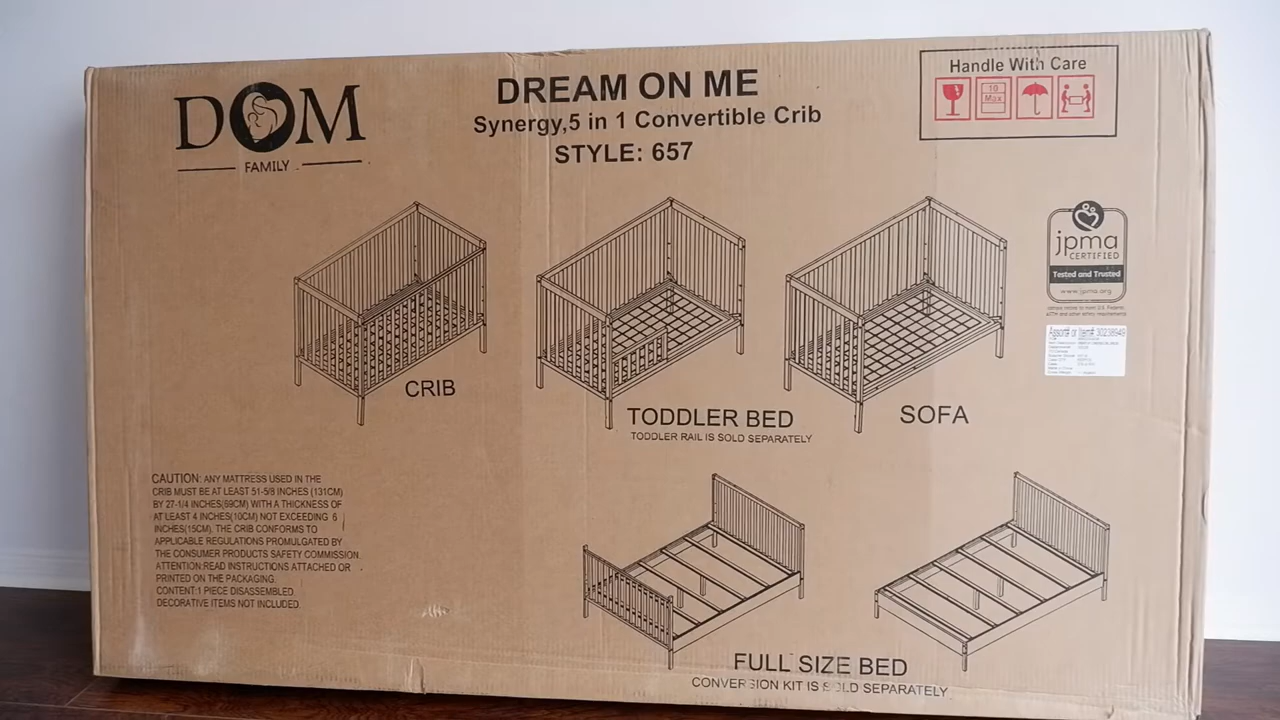 DOM
FAMILY
DREAM ON ME
Synergy,5 in 1 Convertible Crib
STYLE: 657
Handle With Care
10
Max
jpma
CERTIFIED
Tested and Trusted
www.jpma.org
CRIB
TODDLER BED
TODDLER RAIL IS SOLD SEPARATELY
SOFA
CAUTION: ANY MATTRESS USED IN THE
CRIB MUST BE AT LEAST 51-5/8 INCHES (131CM)
BY 27-1/4 INCHES(69CM) WITH A THICKNESS OF
AT LEAST 4 INCHES(10CM) NOT EXCEEDING 6
INCHES(15CM). THE CRIB CONFORMS TO
APPLICABLE REGULATIONS PROMULGATED BY
THE CONSUMER PRODUCTS SAFETY COMMISSION.
ATTENTION:READ INSTRUCTIONS ATTACHED OR
PRINTED ON THE PACKAGING.
CONTENT:1 PIECE DISASSEMBLED.
DECORATIVE ITEMS NOT INCLUDED.
FULL SIZE BED
CONVERSION KIT IS SOLD SEPARATELY